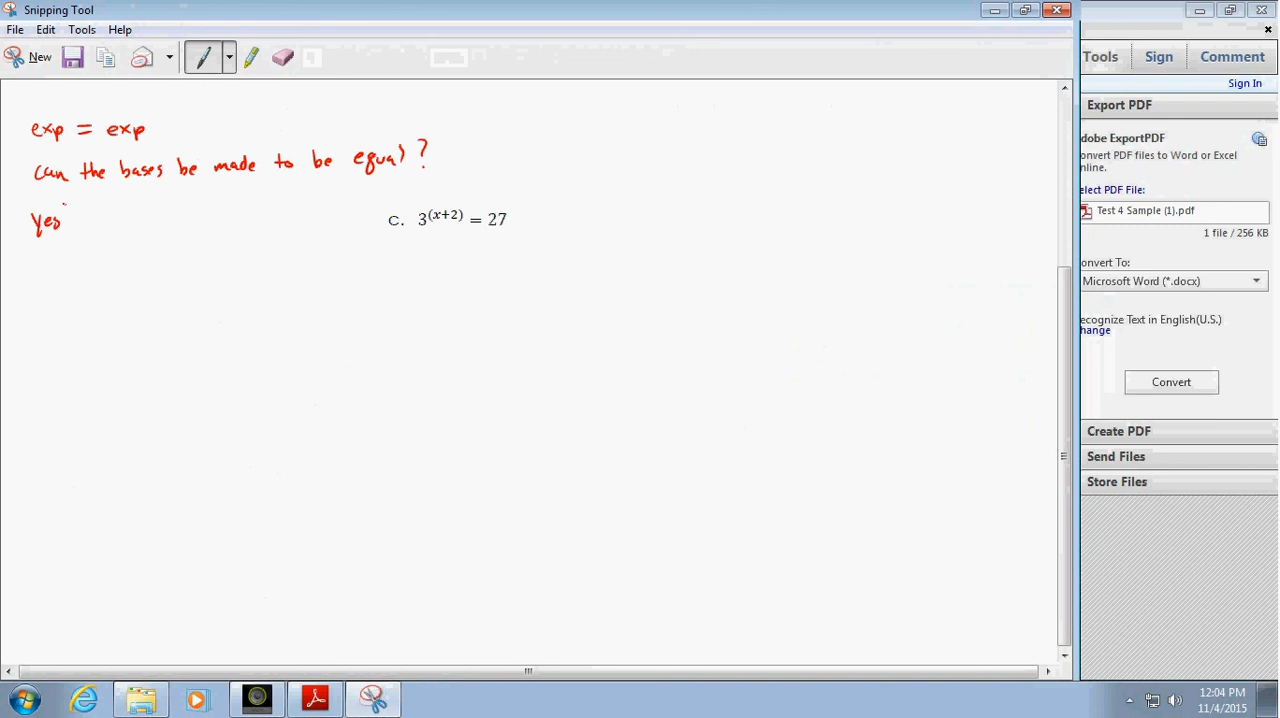 Snipping Tool
File Edit Tools Help
New
Tools Sign Comment
Sign In
Export PDF
dobe ExportPDF
onvert PDF files to Word or Excel
nline.
elect PDF File:
Test 4 Sample (1).pdf
1 file / 256 KB
onvert To:
Microsoft Word (*.docx)
ecognize Text in English(U.S.)
hange
Convert
Create PDF
Send Files
Store Files
exp = exp
can the bases be made to be equal ?
yes
C. 3^(x+2) = 27
12:04 PM
11/4/2015